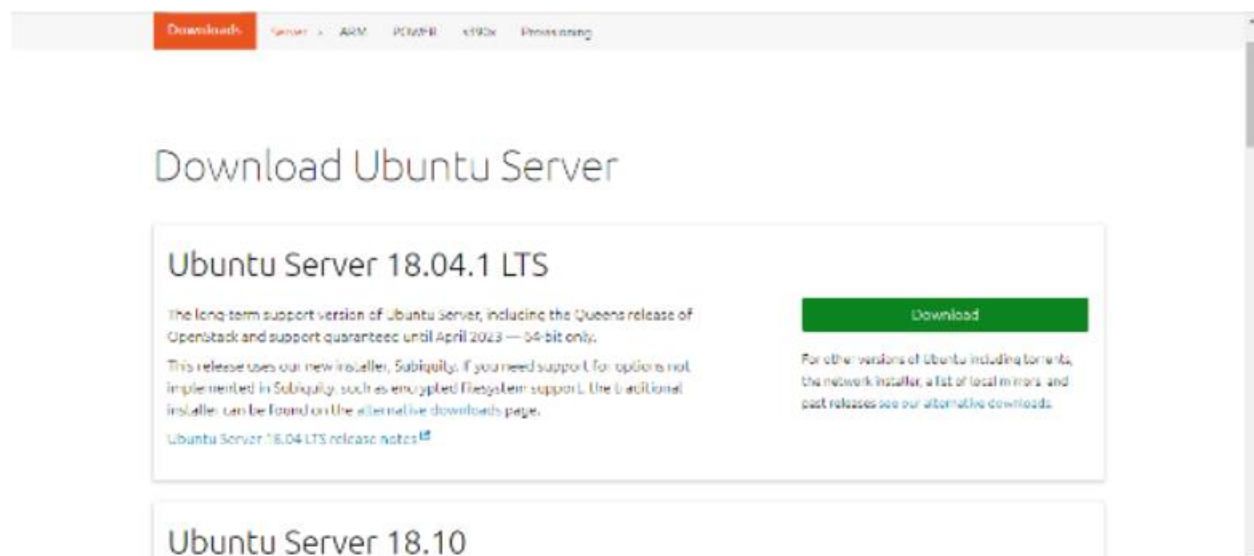 Downloads Server › ARM POWER s390x Provisioning
Download Ubuntu Server
Ubuntu Server 18.04.1 LTS
The long-term support version of Ubuntu Server, including the Queens release of
OpenStack and support guaranteed until April 2023 — 64-bit only.
This release uses our new installer, Subiquity. If you need support for options not
implemented in Subiquity, such as encrypted filesystem support, the traditional
installer can be found on the alternative downloads page.
Ubuntu Server 18.04 LTS release notes
Download
For other versions of Ubuntu including torrents,
the network installer, a list of local mirrors, and
past releases see our alternative downloads.
Ubuntu Server 18.10